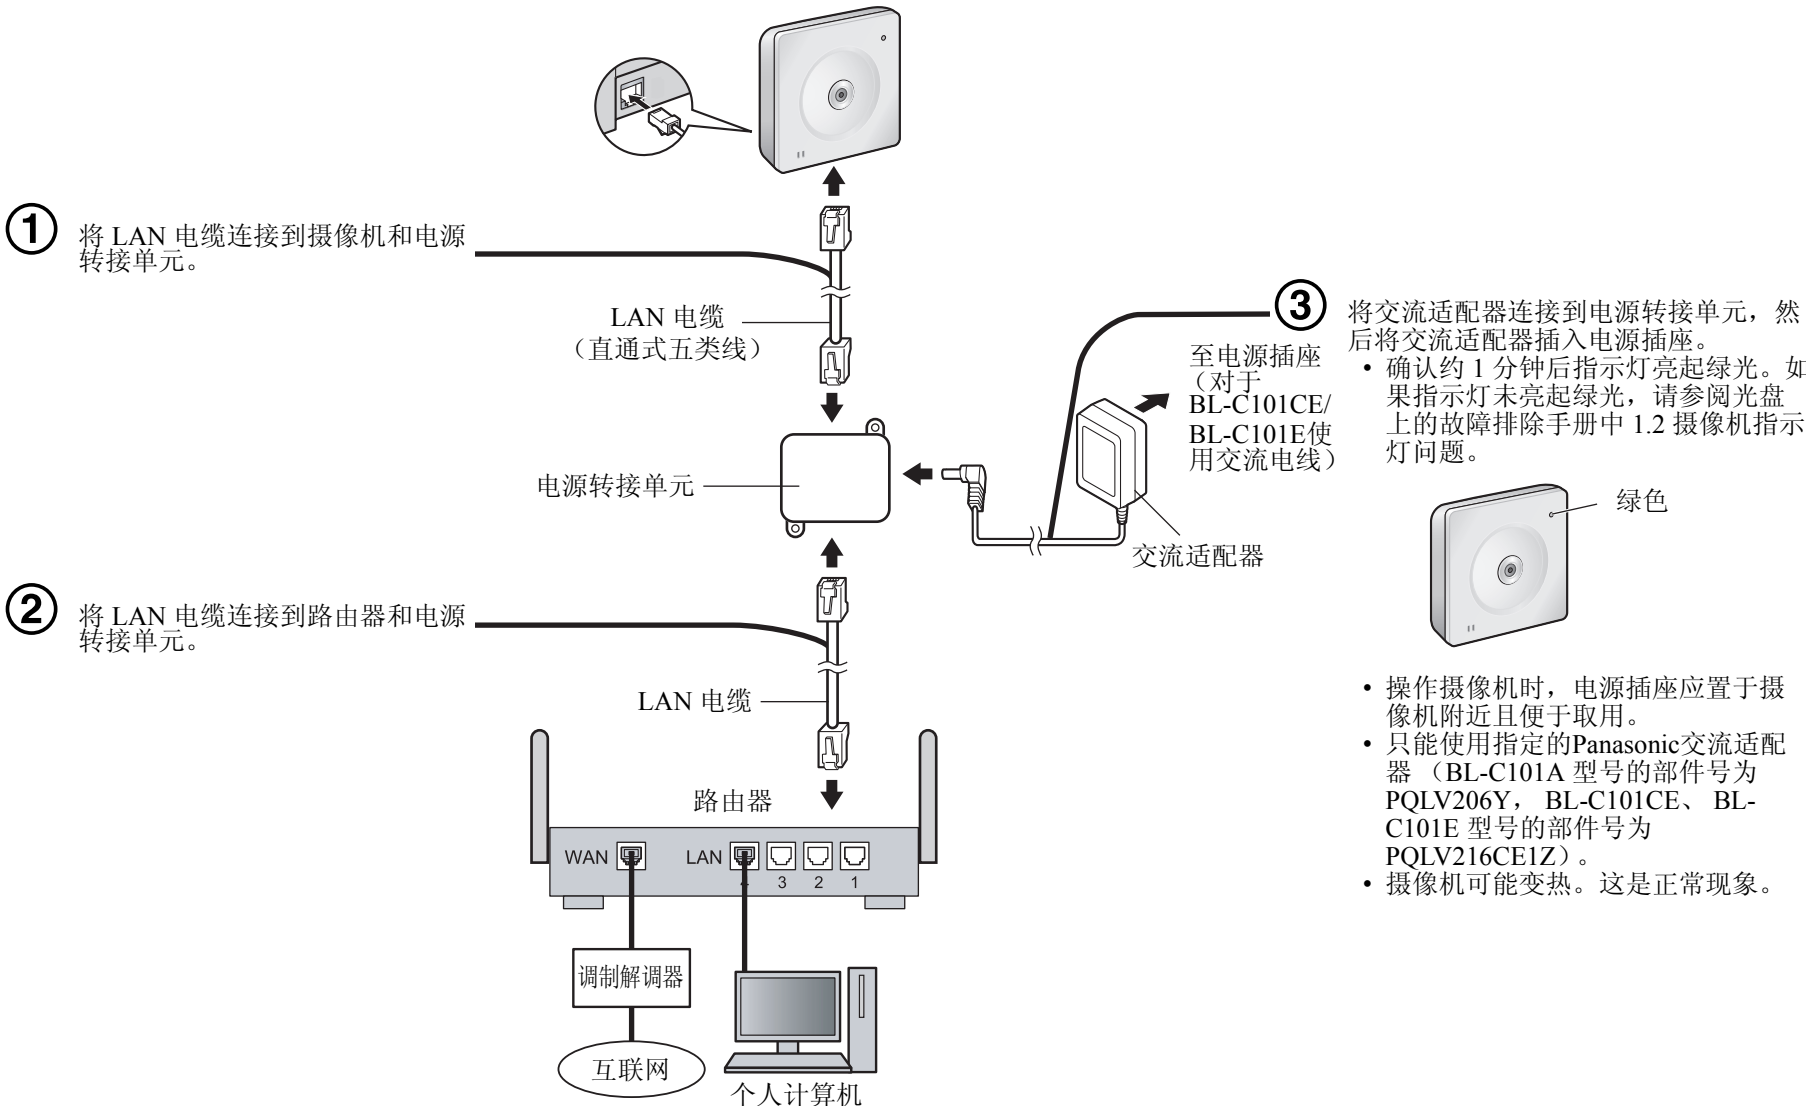 ①
将 LAN 电缆连接到摄像机和电源
转接单元。
LAN 电缆
（直通式五类线）
电源转接单元
至电源插座
（对于
BL-C101CE/
BL-C101E使
用交流电线）
交流适配器
③
将交流适配器连接到电源转接单元，然
后将交流适配器插入电源插座。
• 确认约 1 分钟后指示灯亮起绿光。如
果指示灯未亮起绿光，请参阅光盘
上的故障排除手册中 1.2 摄像机指示
灯问题。
绿色
• 操作摄像机时，电源插座应置于摄
像机附近且便于取用。
• 只能使用指定的Panasonic交流适配
器 （BL-C101A 型号的部件号为
PQLV206Y， BL-C101CE、 BL-
C101E 型号的部件号为
PQLV216CE1Z）。
• 摄像机可能变热。这是正常现象。
②
将 LAN 电缆连接到路由器和电源
转接单元。
LAN 电缆
路由器
WAN LAN
4 3 2 1
调制解调器
互联网
个人计算机